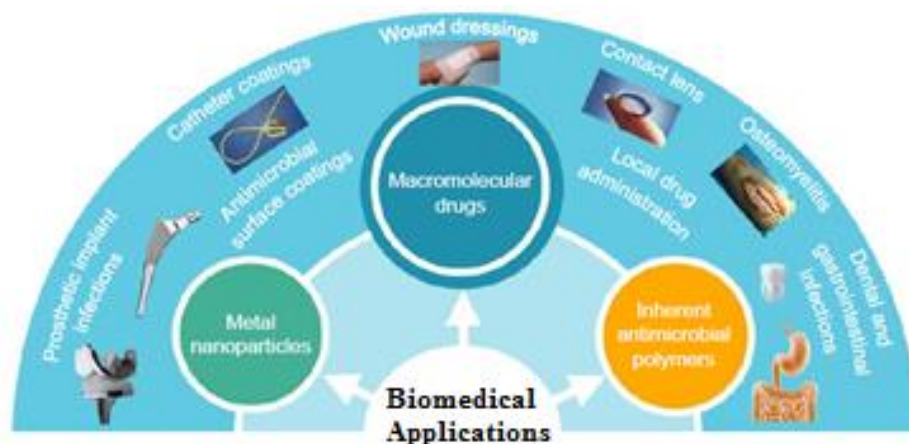 Wound dressings
Catheter coatings
Contact lens
Osteomyelitis
Prosthetic implant
infections
Antimicrobial
surface coatings
Macromolecular
drugs
Local drug
administration
Dental and
gastrointestinal
infections
Metal
nanoparticles
Inherent
antimicrobial
polymers
Biomedical
Applications